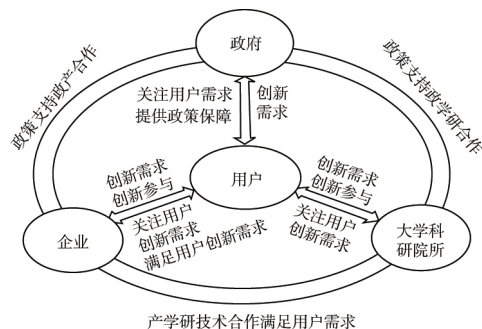 政府
政策支持政产合作
政策支持政学研合作
关注用户需求
提供政策保障
创新
需求
用户
创新需求
创新参与
关注用户
创新需求
满足用户创新需求
创新需求
创新参与
关注用户
创新需求
企业
大学科
研院所
产学研技术合作满足用户需求